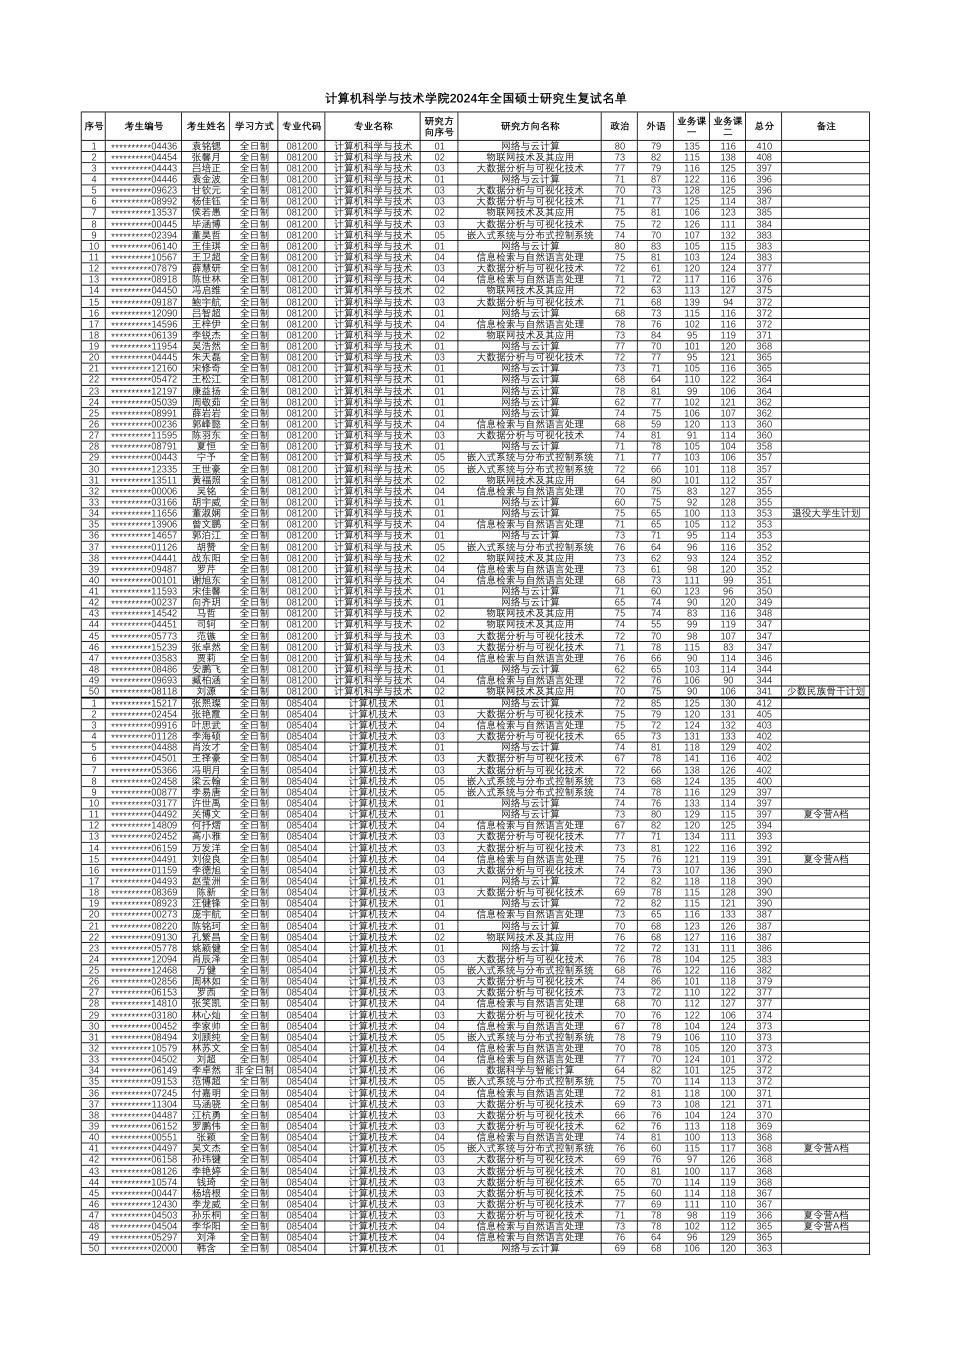 计算机科学与技术学院2024年全国硕士研究生复试名单
序号 考生编号 考生姓名 学习方式 专业代码 专业名称 研究方向序号 研究方向名称 政治 外语 业务课一 业务课二 总分 备注
1 **********04436 袁铭锶 全日制 081200 计算机科学与技术 01 网络与云计算 80 79 135 116 410
2 **********04454 张馨月 全日制 081200 计算机科学与技术 02 物联网技术及其应用 73 82 115 138 408
3 **********04443 吕培正 全日制 081200 计算机科学与技术 03 大数据分析与可视化技术 77 79 116 125 397
4 **********04446 袁金波 全日制 081200 计算机科学与技术 01 网络与云计算 71 87 122 116 396
5 **********09623 甘钦元 全日制 081200 计算机科学与技术 03 大数据分析与可视化技术 70 73 128 125 396
6 **********08992 杨佳钰 全日制 081200 计算机科学与技术 03 大数据分析与可视化技术 71 77 125 114 387
7 **********13537 侯若愚 全日制 081200 计算机科学与技术 02 物联网技术及其应用 75 81 106 123 385
8 **********00445 毕涵博 全日制 081200 计算机科学与技术 03 大数据分析与可视化技术 75 72 126 111 384
9 **********02394 董昊哲 全日制 081200 计算机科学与技术 05 嵌入式系统与分布式控制系统 74 70 107 132 383
10 **********06140 王佳琪 全日制 081200 计算机科学与技术 01 网络与云计算 80 83 105 115 383
11 **********10567 王卫超 全日制 081200 计算机科学与技术 04 信息检索与自然语言处理 75 81 103 124 383
12 **********07879 薛慧研 全日制 081200 计算机科学与技术 03 大数据分析与可视化技术 72 61 120 124 377
13 **********08918 陈世林 全日制 081200 计算机科学与技术 04 信息检索与自然语言处理 71 72 117 116 376
14 **********04450 冯启维 全日制 081200 计算机科学与技术 02 物联网技术及其应用 72 63 113 127 375
15 **********09187 鲍宇航 全日制 081200 计算机科学与技术 03 大数据分析与可视化技术 71 68 139 94 372
16 **********12090 吕智超 全日制 081200 计算机科学与技术 01 网络与云计算 68 73 115 116 372
17 **********14596 王梓伊 全日制 081200 计算机科学与技术 04 信息检索与自然语言处理 78 76 102 116 372
18 **********06139 李锐杰 全日制 081200 计算机科学与技术 02 物联网技术及其应用 73 84 95 119 371
19 **********11954 吴浩然 全日制 081200 计算机科学与技术 01 网络与云计算 77 70 101 120 368
20 **********04445 朱天磊 全日制 081200 计算机科学与技术 03 大数据分析与可视化技术 72 77 95 121 365
21 **********12160 宋修奇 全日制 081200 计算机科学与技术 01 网络与云计算 73 71 105 116 365
22 **********05472 王松江 全日制 081200 计算机科学与技术 01 网络与云计算 68 64 110 122 364
23 **********12197 康益扬 全日制 081200 计算机科学与技术 01 网络与云计算 78 81 99 106 364
24 **********05039 周敬茹 全日制 081200 计算机科学与技术 01 网络与云计算 62 77 102 121 362
25 **********08991 薛岩岩 全日制 081200 计算机科学与技术 01 网络与云计算 74 75 106 107 362
26 **********00236 郭峰懿 全日制 081200 计算机科学与技术 04 信息检索与自然语言处理 68 59 120 113 360
27 **********11595 陈羽东 全日制 081200 计算机科学与技术 03 大数据分析与可视化技术 74 81 91 114 360
28 **********08791 夏恒 全日制 081200 计算机科学与技术 01 网络与云计算 71 78 105 104 358
29 **********00443 宁予 全日制 081200 计算机科学与技术 05 嵌入式系统与分布式控制系统 71 77 103 106 357
30 **********12335 王世豪 全日制 081200 计算机科学与技术 05 嵌入式系统与分布式控制系统 72 66 101 118 357
31 **********13511 黄福照 全日制 081200 计算机科学与技术 02 物联网技术及其应用 64 80 101 112 357
32 **********00006 吴铭 全日制 081200 计算机科学与技术 04 信息检索与自然语言处理 70 75 83 127 355
33 **********03166 胡宇威 全日制 081200 计算机科学与技术 01 网络与云计算 60 75 92 128 355
34 **********11656 董淑娴 全日制 081200 计算机科学与技术 01 网络与云计算 75 65 100 113 353 退役大学生计划
35 **********13906 曾文鹏 全日制 081200 计算机科学与技术 04 信息检索与自然语言处理 71 65 105 112 353
36 **********14657 郭泊江 全日制 081200 计算机科学与技术 01 网络与云计算 73 71 95 114 353
37 **********01126 胡赞 全日制 081200 计算机科学与技术 05 嵌入式系统与分布式控制系统 76 64 96 116 352
38 **********04441 战东阳 全日制 081200 计算机科学与技术 02 物联网技术及其应用 73 62 93 124 352
39 **********09487 罗芹 全日制 081200 计算机科学与技术 04 信息检索与自然语言处理 73 61 98 120 352
40 **********00101 谢旭东 全日制 081200 计算机科学与技术 04 信息检索与自然语言处理 68 73 111 99 351
41 **********11593 宋佳馨 全日制 081200 计算机科学与技术 01 网络与云计算 71 60 123 96 350
42 **********00237 向齐玥 全日制 081200 计算机科学与技术 01 网络与云计算 65 74 90 120 349
43 **********14542 马哲 全日制 081200 计算机科学与技术 02 物联网技术及其应用 75 74 83 116 348
44 **********04451 司轲 全日制 081200 计算机科学与技术 02 物联网技术及其应用 74 55 99 119 347
45 **********05773 范镞 全日制 081200 计算机科学与技术 03 大数据分析与可视化技术 72 70 98 107 347
46 **********15239 张卓然 全日制 081200 计算机科学与技术 03 大数据分析与可视化技术 71 78 115 83 347
47 **********03583 贾莉 全日制 081200 计算机科学与技术 04 信息检索与自然语言处理 76 66 90 114 346
48 **********08486 安鹏飞 全日制 081200 计算机科学与技术 01 网络与云计算 62 65 103 114 344
49 **********09693 臧柏涵 全日制 081200 计算机科学与技术 04 信息检索与自然语言处理 72 76 106 90 344
50 **********08118 刘源 全日制 081200 计算机科学与技术 02 物联网技术及其应用 70 75 90 106 341 少数民族骨干计划
1 **********15217 张熙璨 全日制 085404 计算机技术 01 网络与云计算 72 85 125 130 412
2 **********02454 张艳霞 全日制 085404 计算机技术 03 大数据分析与可视化技术 75 79 120 131 405
3 **********09916 叶思武 全日制 085404 计算机技术 04 信息检索与自然语言处理 75 72 124 132 403
4 **********01128 李海硕 全日制 085404 计算机技术 03 大数据分析与可视化技术 65 73 131 133 402
5 **********04488 肖汝才 全日制 085404 计算机技术 01 网络与云计算 74 81 118 129 402
6 **********04501 王择豪 全日制 085404 计算机技术 03 大数据分析与可视化技术 67 78 141 116 402
7 **********05366 冯明月 全日制 085404 计算机技术 03 大数据分析与可视化技术 72 66 138 126 402
8 **********02458 梁云翰 全日制 085404 计算机技术 05 嵌入式系统与分布式控制系统 73 68 124 135 400
9 **********00877 李易唐 全日制 085404 计算机技术 05 嵌入式系统与分布式控制系统 74 78 116 129 397
10 **********03177 许世禹 全日制 085404 计算机技术 01 网络与云计算 74 76 133 114 397
11 **********04492 关博文 全日制 085404 计算机技术 01 网络与云计算 73 80 129 115 397 夏令营A档
12 **********14809 何抒熠 全日制 085404 计算机技术 04 信息检索与自然语言处理 67 82 120 125 394
13 **********02452 高小雅 全日制 085404 计算机技术 03 大数据分析与可视化技术 77 71 134 111 393
14 **********06159 万发洋 全日制 085404 计算机技术 03 大数据分析与可视化技术 73 81 122 116 392
15 **********04491 刘俊良 全日制 085404 计算机技术 04 信息检索与自然语言处理 75 76 121 119 391 夏令营A档
16 **********01159 李德旭 全日制 085404 计算机技术 03 大数据分析与可视化技术 74 73 107 136 390
17 **********04493 赵莹洲 全日制 085404 计算机技术 01 网络与云计算 72 82 118 118 390
18 **********08369 陈新 全日制 085404 计算机技术 03 大数据分析与可视化技术 69 78 115 128 390
19 **********08923 汪健锋 全日制 085404 计算机技术 01 网络与云计算 72 82 115 121 390
20 **********00273 庞宇航 全日制 085404 计算机技术 04 信息检索与自然语言处理 73 65 116 133 387
21 **********08220 陈铭珂 全日制 085404 计算机技术 01 网络与云计算 70 68 123 126 387
22 **********09130 孔繁昌 全日制 085404 计算机技术 02 物联网技术及其应用 76 68 127 116 387
23 **********05778 姚颖健 全日制 085404 计算机技术 01 网络与云计算 72 72 131 111 386
24 **********12094 肖辰泽 全日制 085404 计算机技术 03 大数据分析与可视化技术 76 78 104 125 383
25 **********12468 万健 全日制 085404 计算机技术 05 嵌入式系统与分布式控制系统 68 76 122 116 382
26 **********02856 周林如 全日制 085404 计算机技术 03 大数据分析与可视化技术 74 86 101 118 379
27 **********06153 罗西 全日制 085404 计算机技术 03 大数据分析与可视化技术 73 72 110 122 377
28 **********14810 张笑凯 全日制 085404 计算机技术 04 信息检索与自然语言处理 68 70 112 127 377
29 **********03180 林心灿 全日制 085404 计算机技术 03 大数据分析与可视化技术 70 76 122 106 374
30 **********00452 李家帅 全日制 085404 计算机技术 04 信息检索与自然语言处理 67 78 104 124 373
31 **********08494 刘颜纯 全日制 085404 计算机技术 05 嵌入式系统与分布式控制系统 78 79 106 110 373
32 **********10579 林苏文 全日制 085404 计算机技术 04 信息检索与自然语言处理 70 78 105 120 373
33 **********04502 刘超 全日制 085404 计算机技术 04 信息检索与自然语言处理 77 70 124 101 372
34 **********06149 李卓然 非全日制 085404 计算机技术 06 数据科学与智能计算 64 82 101 125 372
35 **********09153 范博超 全日制 085404 计算机技术 05 嵌入式系统与分布式控制系统 75 70 114 113 372
36 **********07245 付嘉明 全日制 085404 计算机技术 04 信息检索与自然语言处理 72 81 118 100 371
37 **********11304 马涵骁 全日制 085404 计算机技术 03 大数据分析与可视化技术 69 73 108 121 371
38 **********04487 江杭勇 全日制 085404 计算机技术 03 大数据分析与可视化技术 66 76 104 124 370
39 **********06152 罗鹏伟 全日制 085404 计算机技术 03 大数据分析与可视化技术 62 76 113 118 369
40 **********00551 张颖 全日制 085404 计算机技术 04 信息检索与自然语言处理 74 81 100 113 368
41 **********04497 吴文杰 全日制 085404 计算机技术 05 嵌入式系统与分布式控制系统 76 60 115 117 368 夏令营A档
42 **********06158 孙玮键 全日制 085404 计算机技术 03 大数据分析与可视化技术 69 76 97 126 368
43 **********08126 李艳婷 全日制 085404 计算机技术 03 大数据分析与可视化技术 70 81 100 117 368
44 **********10574 钱琦 全日制 085404 计算机技术 03 大数据分析与可视化技术 65 70 114 119 368
45 **********00447 杨培根 全日制 085404 计算机技术 03 大数据分析与可视化技术 75 60 114 118 367
46 **********12430 李龙威 全日制 085404 计算机技术 03 大数据分析与可视化技术 77 69 111 110 367
47 **********04503 孙乐桐 全日制 085404 计算机技术 03 大数据分析与可视化技术 71 78 98 119 366 夏令营A档
48 **********04504 李华阳 全日制 085404 计算机技术 04 信息检索与自然语言处理 73 78 102 112 365 夏令营A档
49 **********05297 刘泽 全日制 085404 计算机技术 04 信息检索与自然语言处理 76 64 96 129 365
50 **********02000 韩含 全日制 085404 计算机技术 01 网络与云计算 69 68 106 120 363